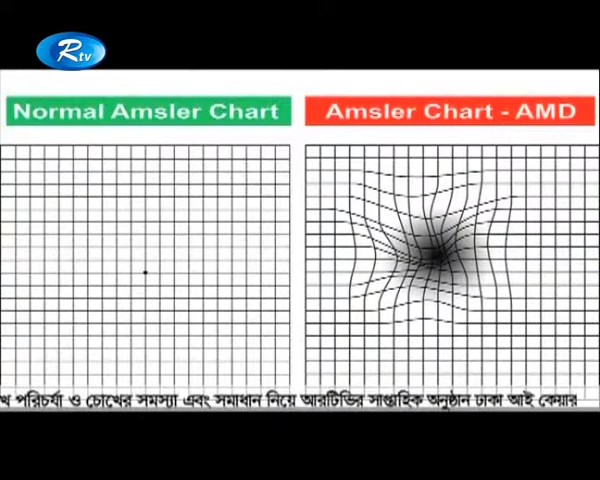 Rtv
Normal Amsler Chart
Amsler Chart - AMD
পরিচর্যা ও চোখের সমস্যা এবং সমাধান নিয়ে আরটিভির সাপ্তাহিক অনুষ্ঠান ঢাকা আই কেয়ার